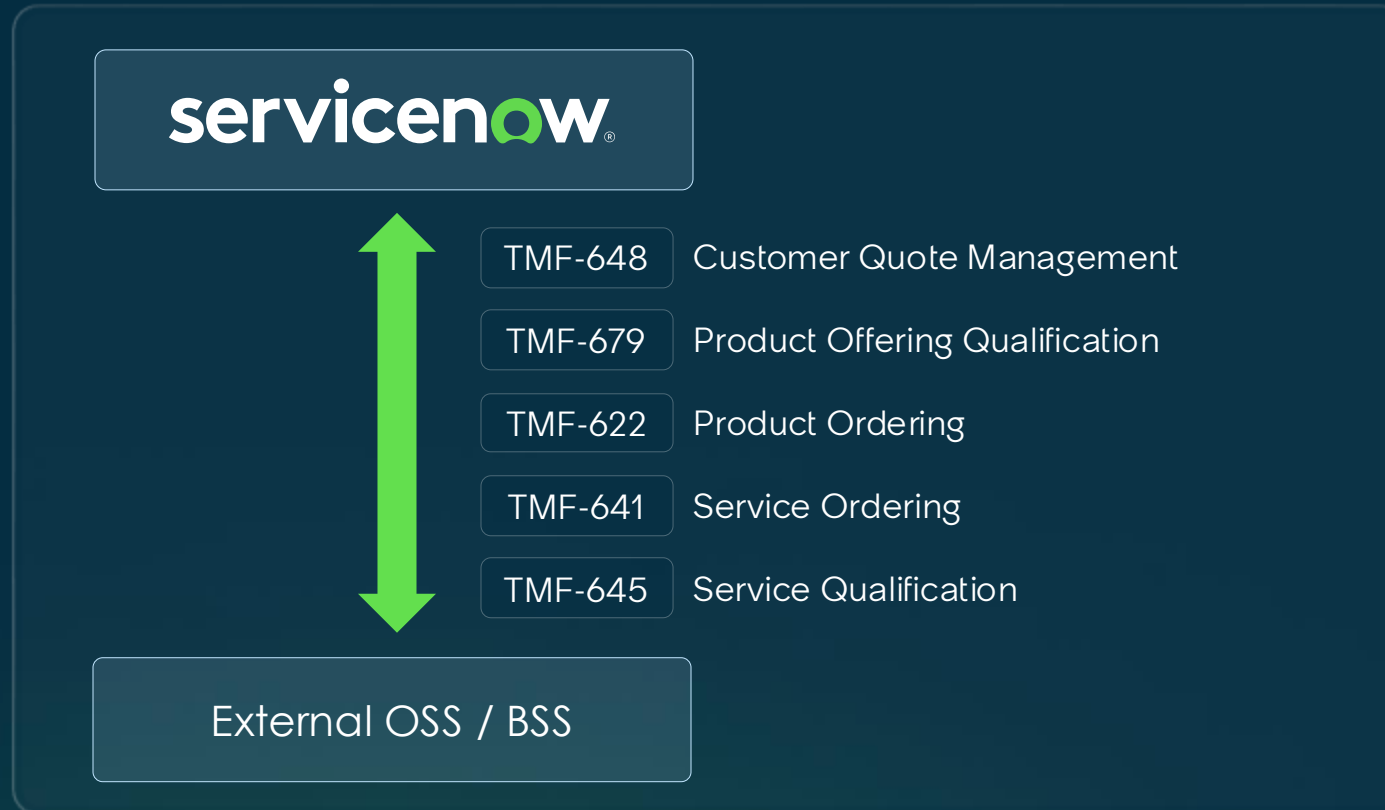 servicenow®
TMF-648 Customer Quote Management
TMF-679 Product Offering Qualification
TMF-622 Product Ordering
TMF-641 Service Ordering
TMF-645 Service Qualification
External OSS / BSS